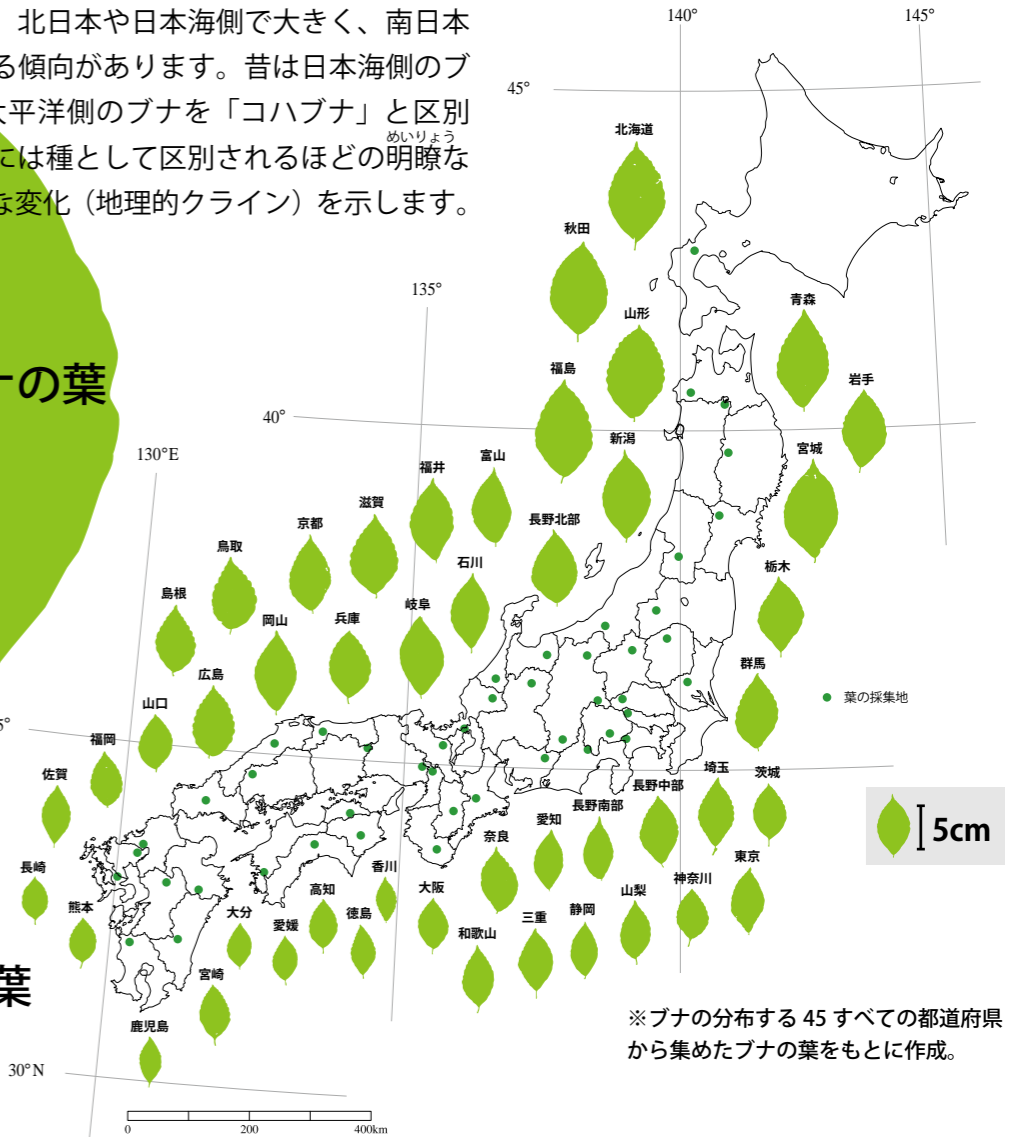 北日本や日本海側で大きく、南日本
る傾向があります。昔は日本海側のブ
太平洋側のブナを「コハブナ」と区別
めいりょう
には種として区別されるほどの明瞭な
な変化（地理的クライン）を示します。
140°
145°
45°
北海道
秋田
135°
山形
青森
福島
ナの葉
岩手
40°
新潟
宮城
130°E
富山
福井
滋賀
長野北部
京都
鳥取
石川
栃木
島根
岡山
兵庫
岐阜
広島
群馬
山口
葉の採集地
5°
福岡
佐賀
埼玉
茨城
長野中部
長野南部
愛知
5cm
奈良
東京
長崎
香川
神奈川
高知
大阪
山梨
熊本
大分
徳島
静岡
三重
愛媛
和歌山
宮崎
葉
鹿児島
※ブナの分布する 45 すべての都道府県
から集めたブナの葉をもとに作成。
30°N
0
200
400km